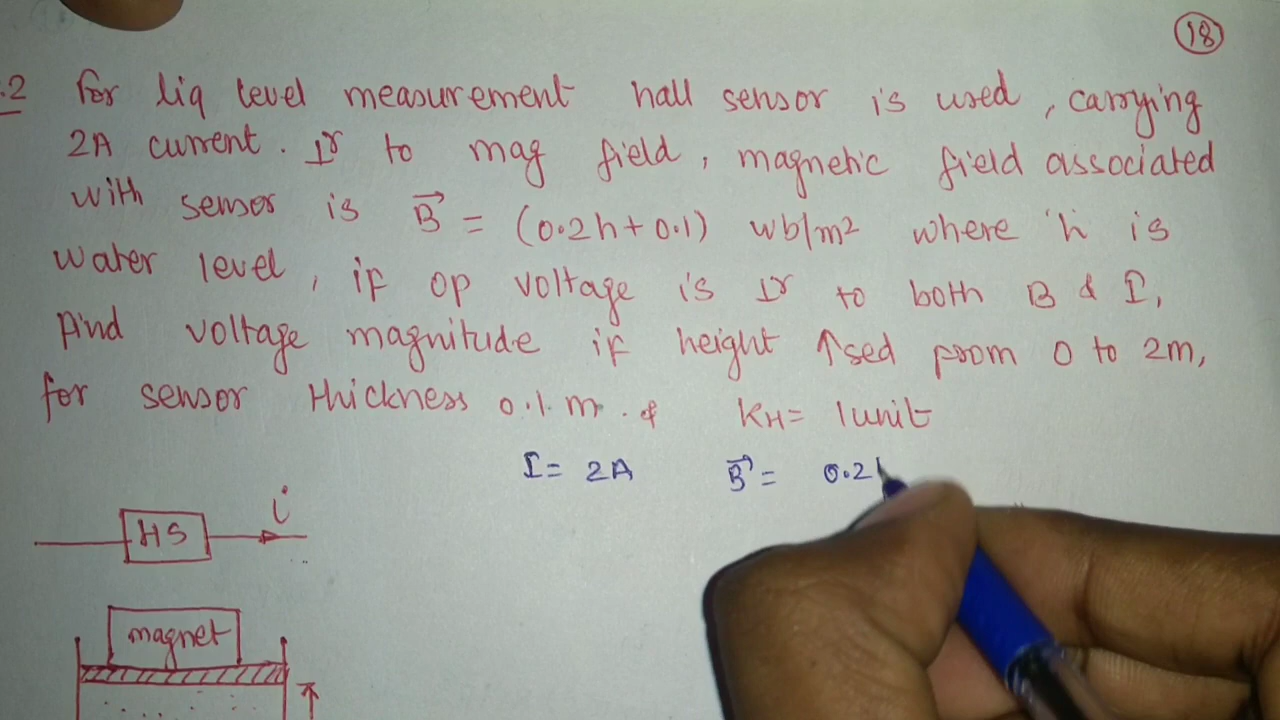 18
.2 for liq level measurement hall sensor is used, carrying
2A current. Ir to mag field, magnetic field associated
with sensor is B⃗ = (0.2h+0.1) wb/m² where 'h is
water level, if op voltage is Ir to both B & I,
find voltage magnitude if height ↑sed from 0 to 2m,
for sensor thickness 0.1 m. & KH = 1unit
I = 2A B⃗ = 0.2
i
HS
magnet